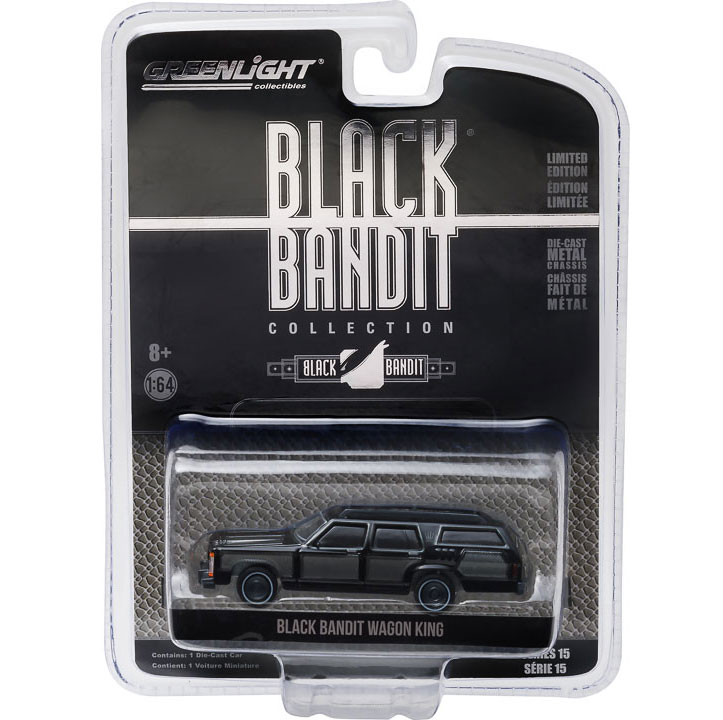 GREENLIGHT®
collectibles
BLACK®
BANDIT
COLLECTION
BLACK BANDIT
LIMITED
EDITION
ÉDITION
LIMITÉE
DIE-CAST
METAL
CHASSIS
CHÂSSIS
FAIT DE
MÉTAL
8+
1:64
BLACK BANDIT WAGON KING
Contains: 1 Die-Cast Car
Contient: 1 Voiture Miniature
15
SÉRIE 15